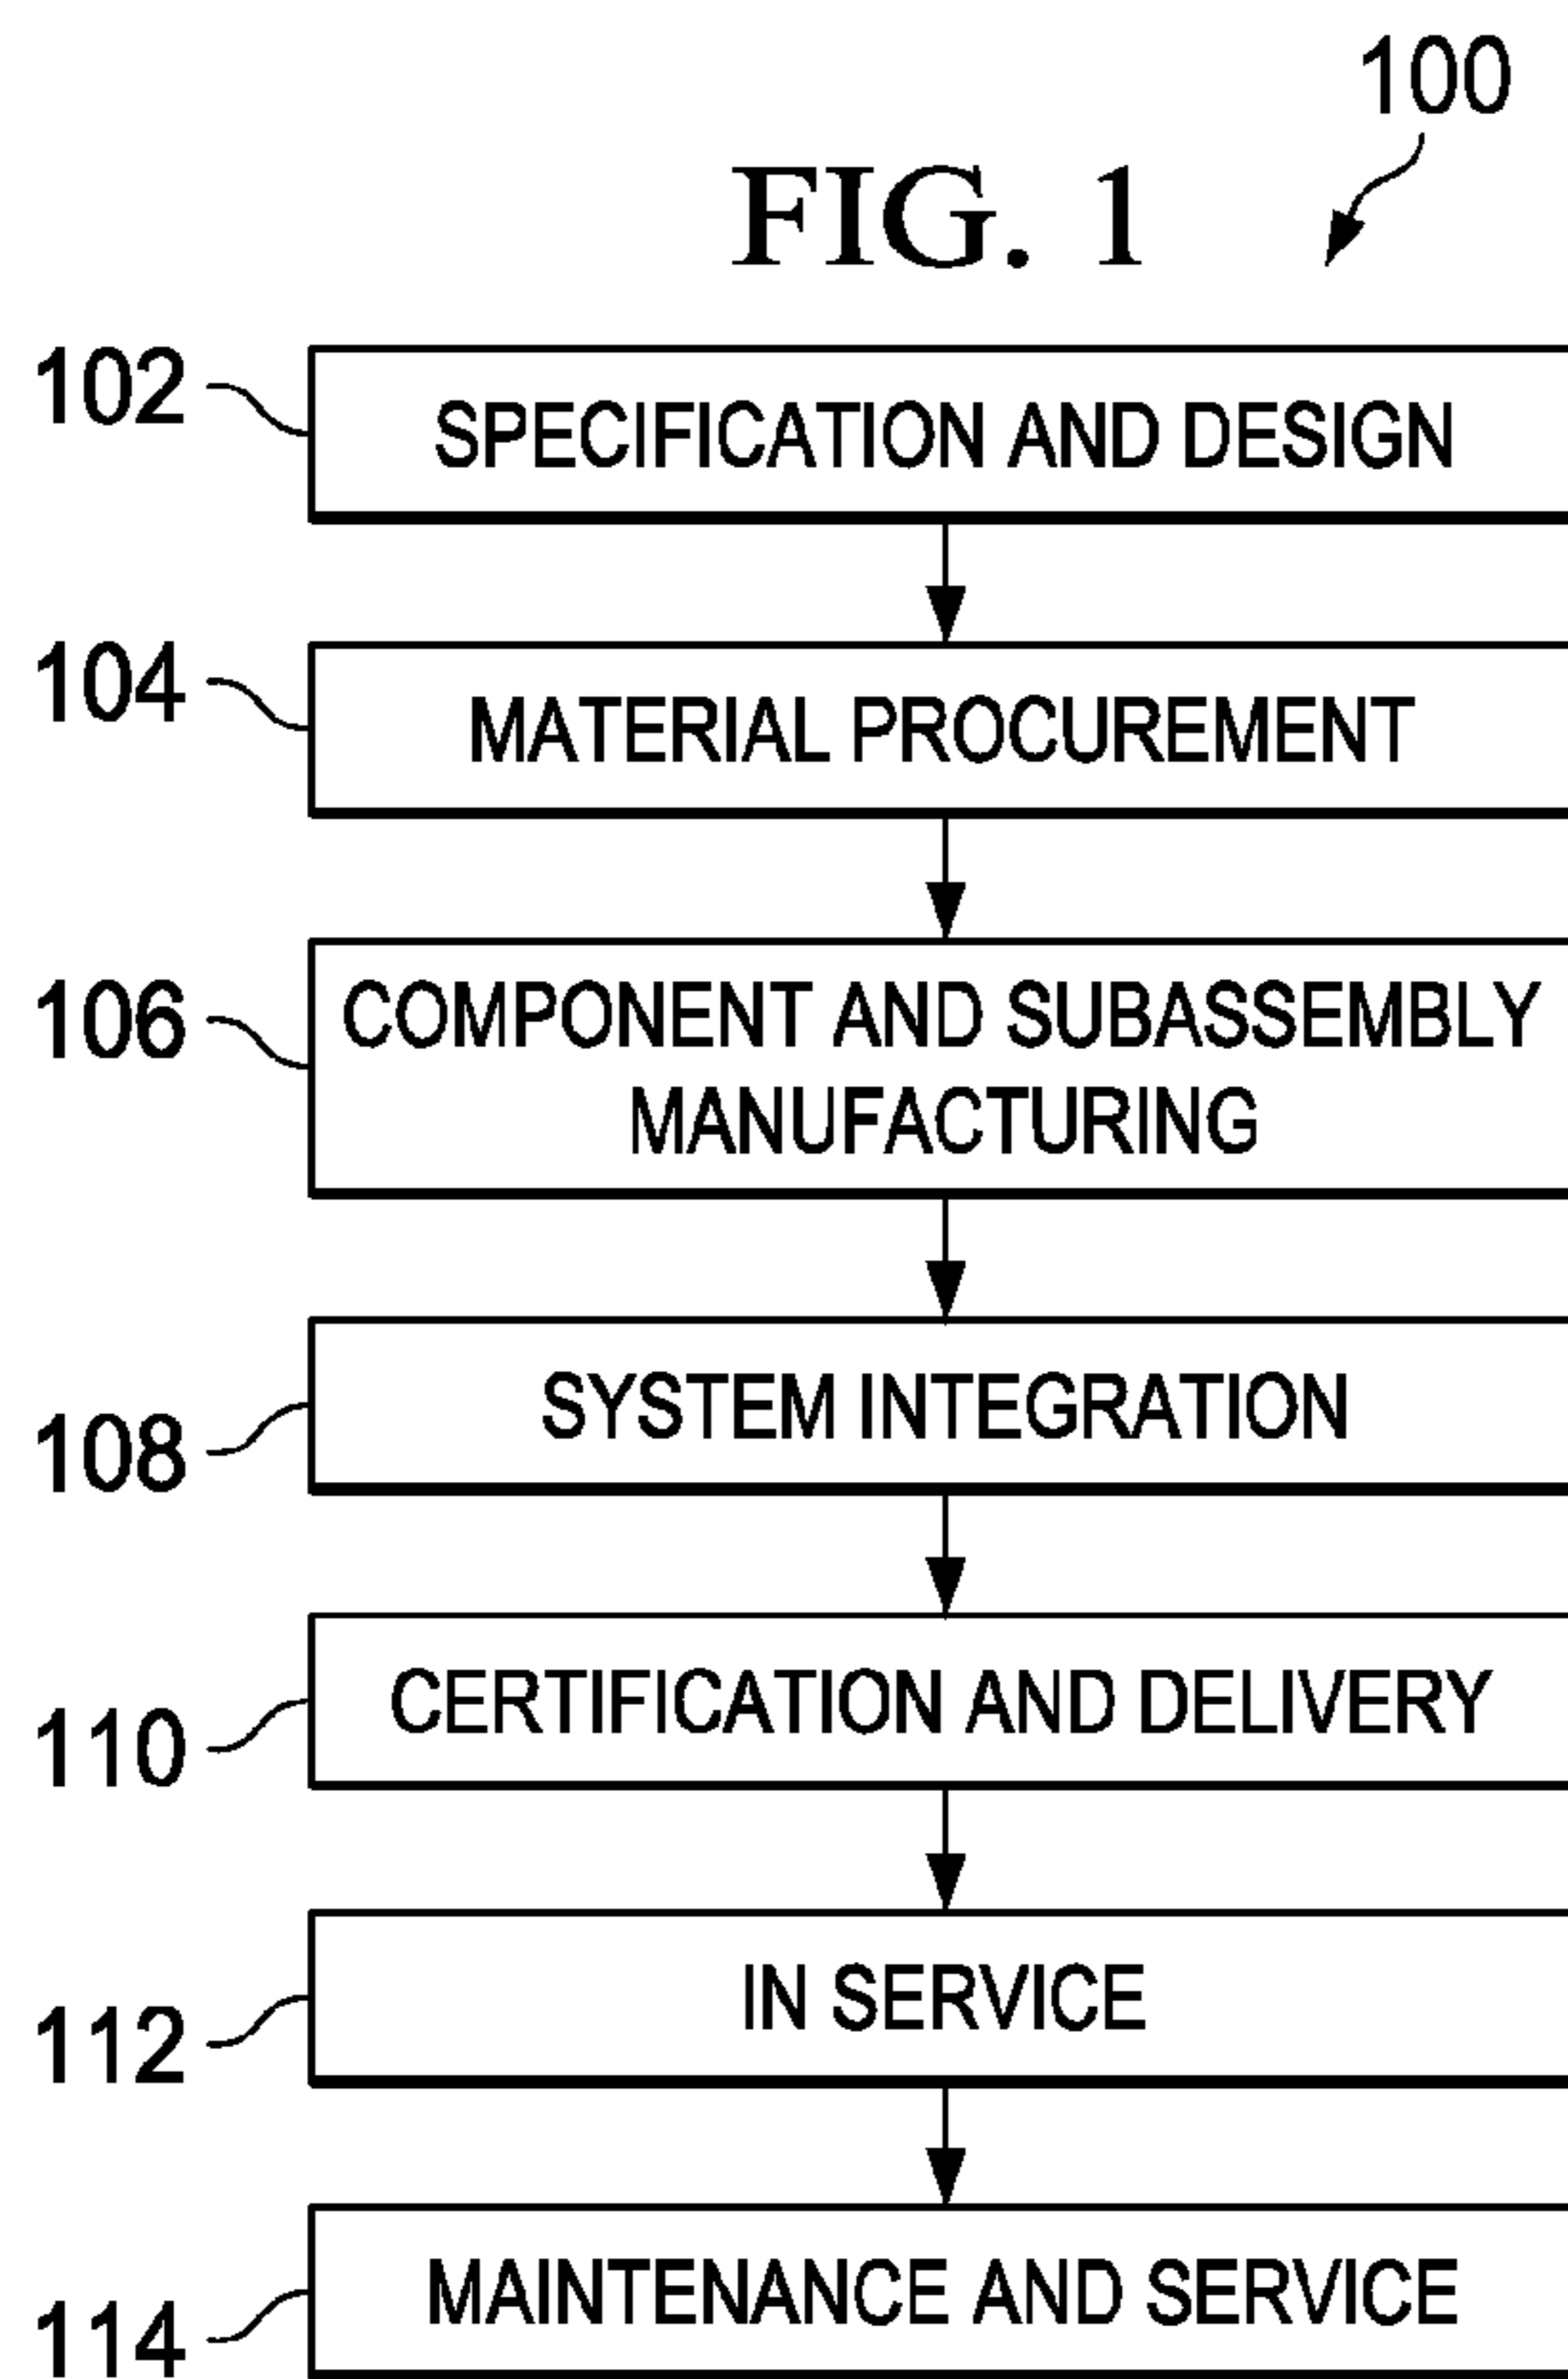 100
FIG. 1
102
SPECIFICATION AND DESIGN
104
MATERIAL PROCUREMENT
106
COMPONENT AND SUBASSEMBLY
MANUFACTURING
108
SYSTEM INTEGRATION
110
CERTIFICATION AND DELIVERY
112
IN SERVICE
114
MAINTENANCE AND SERVICE